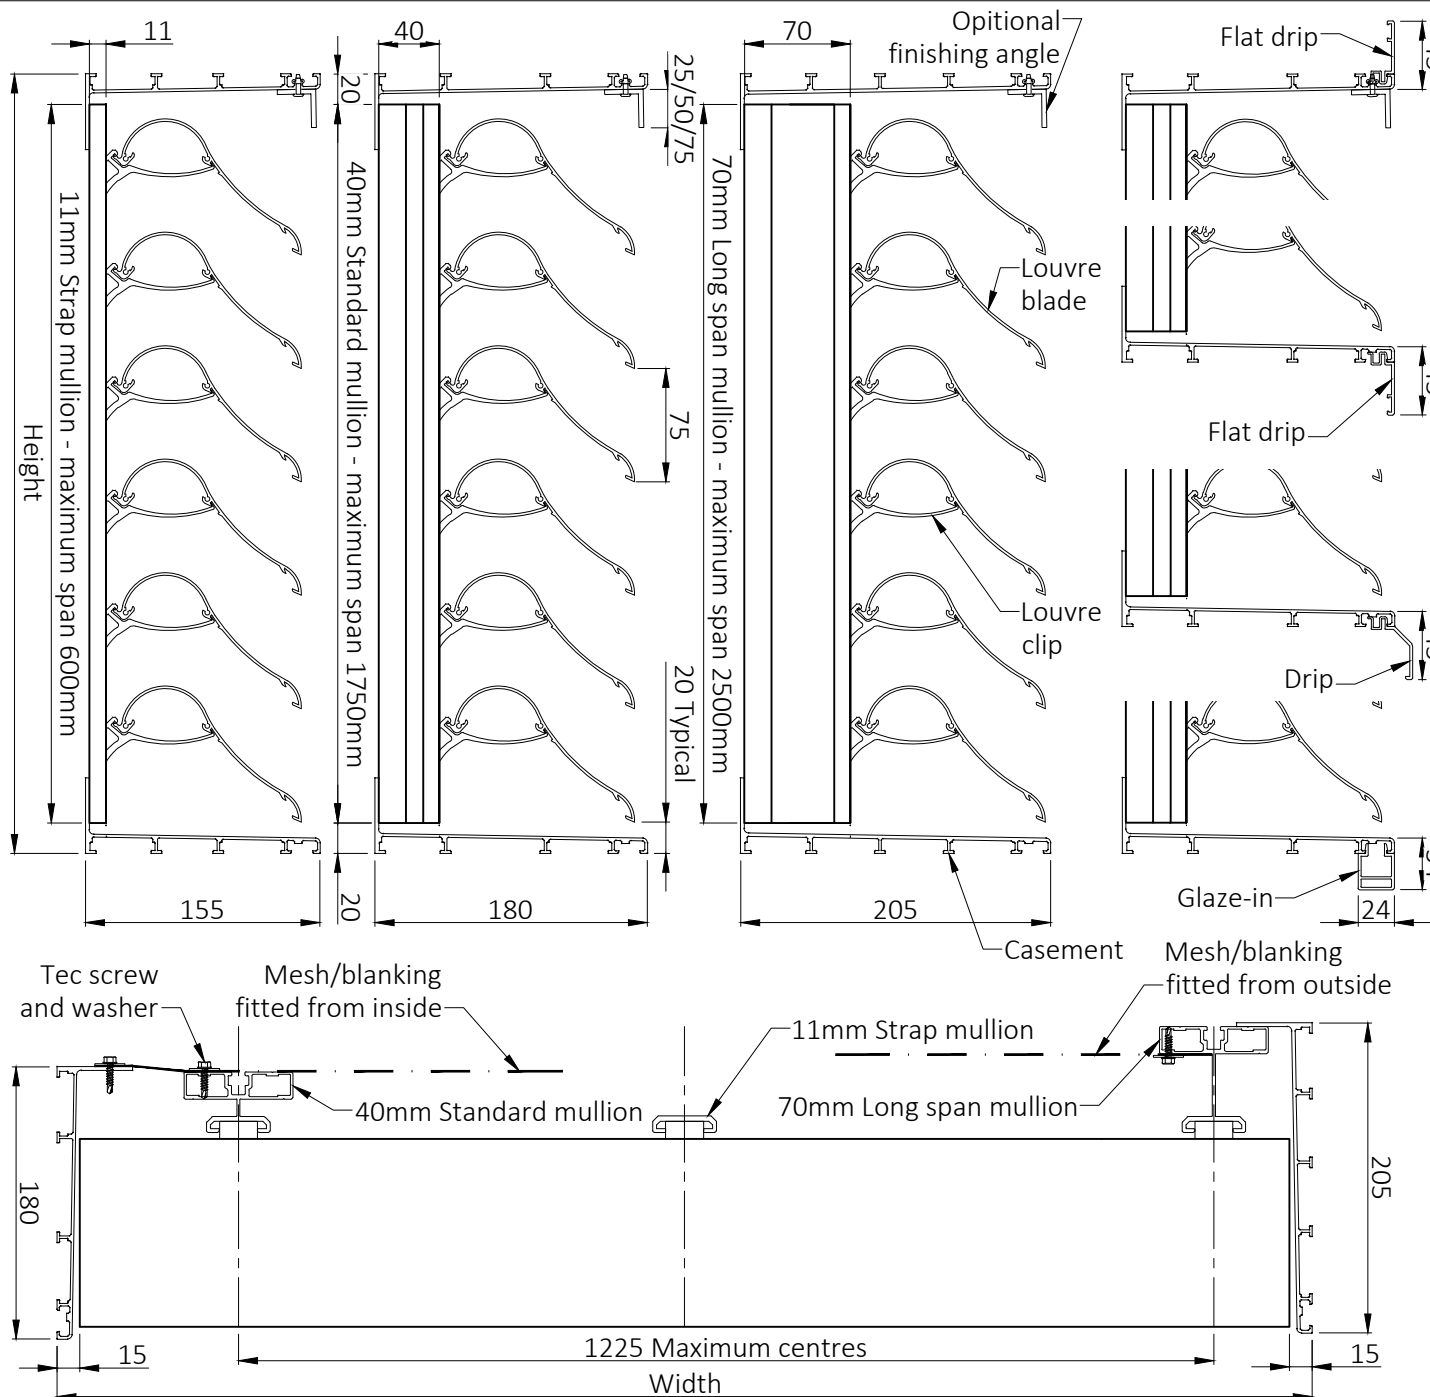 11
40
70
Opitional
finishing angle
Flat drip
20
25/50/75
11mm Strap mullion - maximum span 600mm
40mm Standard mullion - maximum span 1750mm
70mm Long span mullion - maximum span 2500mm
Louvre
blade
75
Flat drip
Height
Louvre
clip
20 Typical
Drip
Glaze-in
24
20
155
180
205
Casement
Tec screw
and washer
Mesh/blanking
fitted from inside
Mesh/blanking
fitted from outside
11mm Strap mullion
40mm Standard mullion
70mm Long span mullion
180
205
15
1225 Maximum centres
15
Width